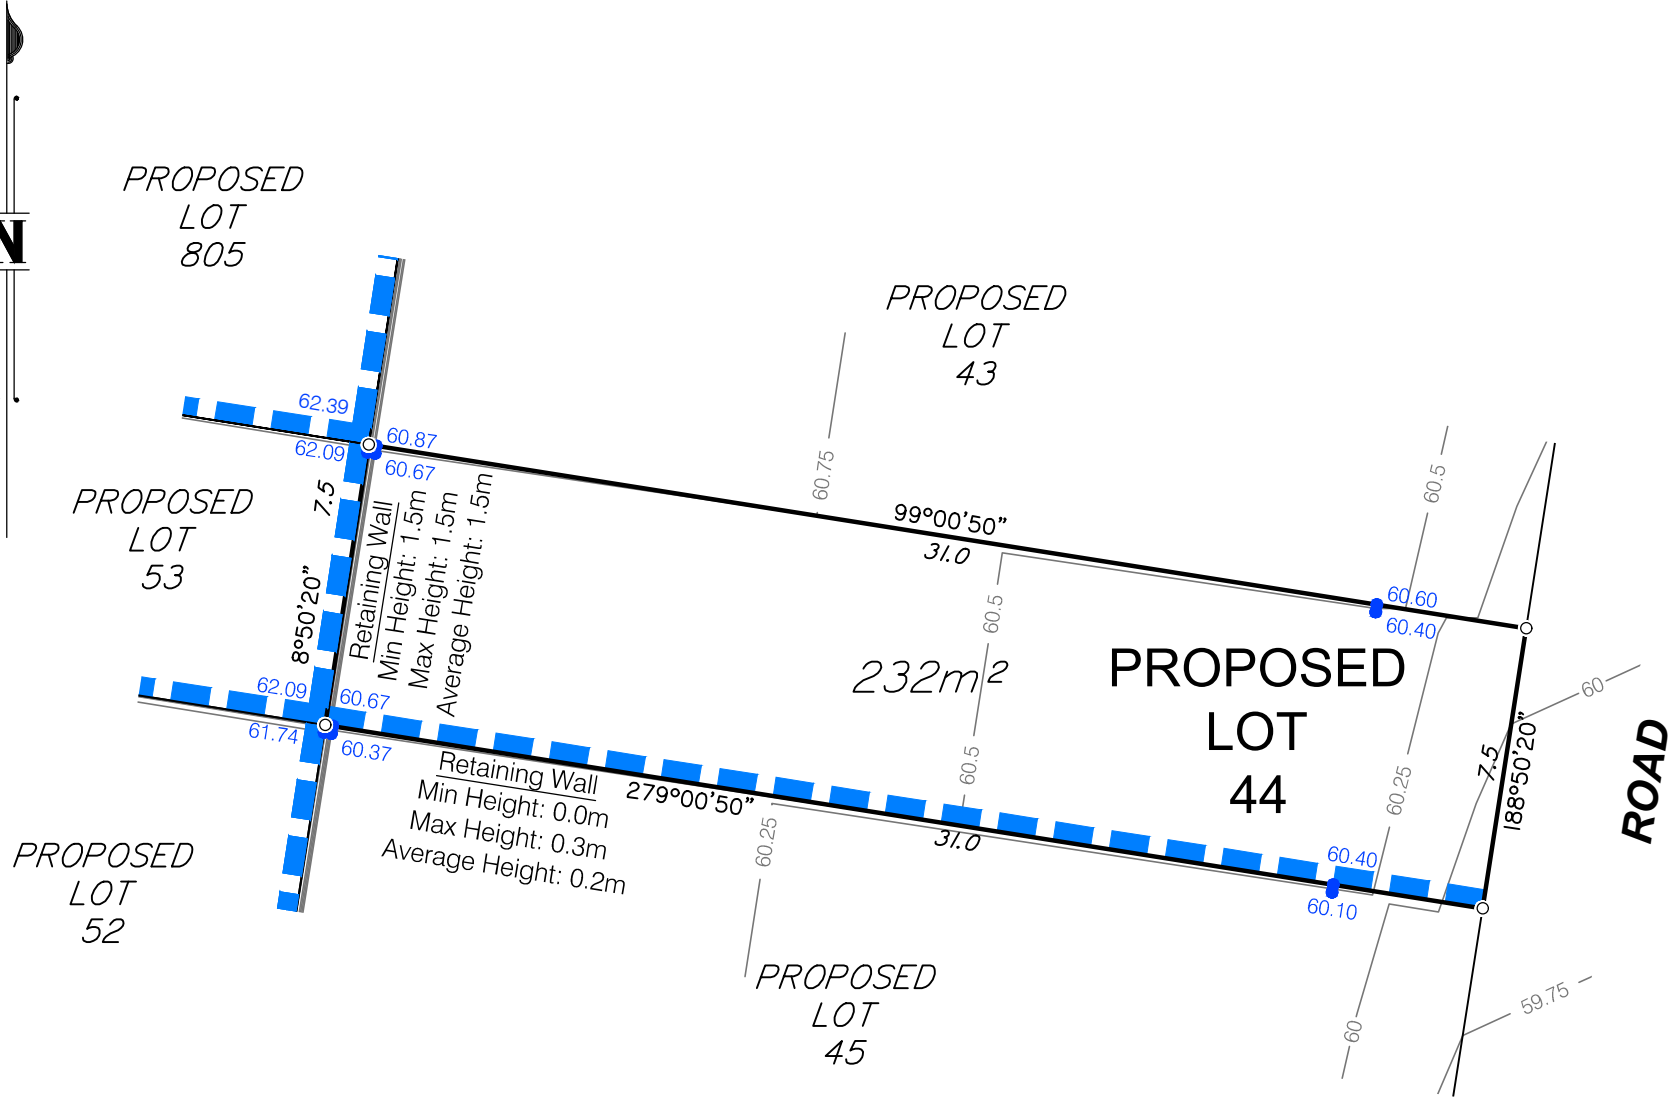 N
PROPOSED
LOT
805
PROPOSED
LOT
43
62.39
62.09
60.87
60.67
PROPOSED
LOT
53
7.5
8°50'20"
Retaining Wall
Min Height: 1.5m
Max Height: 1.5m
Average Height: 1.5m
60.75
99°00'50"
31.0
60.5
60.5
60.5
60.60
60.40
232m²
PROPOSED
LOT
44
60
60.25
7.5
188°50'20"
ROAD
62.09
61.74
60.67
60.37
Retaining Wall
Min Height: 0.0m
Max Height: 0.3m
Average Height: 0.2m
279°00'50"
31.0
60.25
60.40
60.10
PROPOSED
LOT
52
PROPOSED
LOT
45
60
59.75